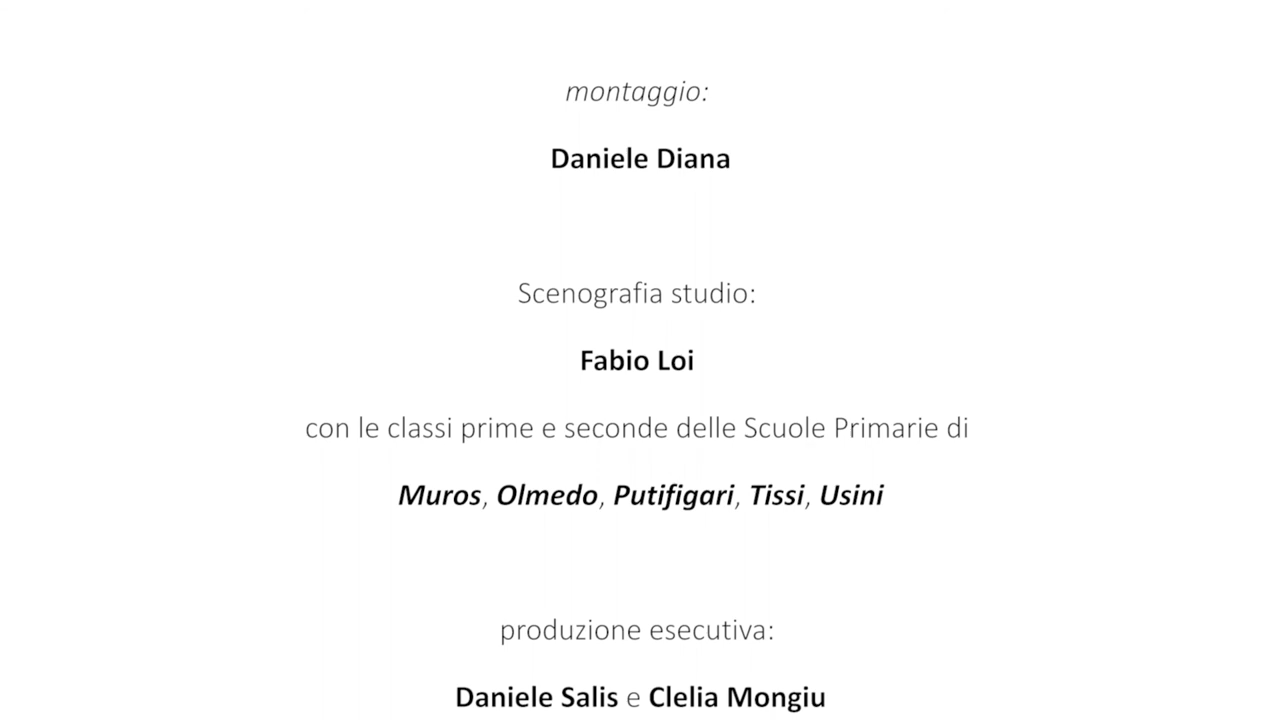 montaggio:
Daniele Diana
Scenografia studio:
Fabio Loi
con le classi prime e seconde delle Scuole Primarie di
Muros, Olmedo, Putifigari, Tissi, Usini
produzione esecutiva:
Daniele Salis e Clelia Mongiu